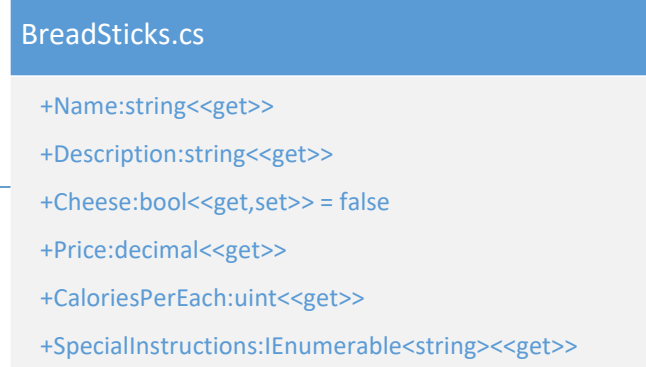 BreadSticks.cs
+Name:string<<get>>
+Description:string<<get>>
+Cheese:bool<<get,set>> = false
+Price:decimal<<get>>
+CaloriesPerEach:uint<<get>>
+SpecialInstructions:IEnumerable<string><<get>>